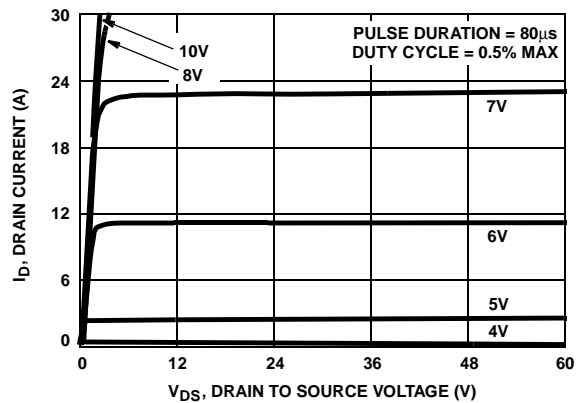 PULSE DURATION = 80µs
DUTY CYCLE = 0.5% MAX
10V
8V
7V
6V
5V
4V
30
24
18
12
6
0
I_D, DRAIN CURRENT (A)
0
12
24
36
48
60
V_DS, DRAIN TO SOURCE VOLTAGE (V)